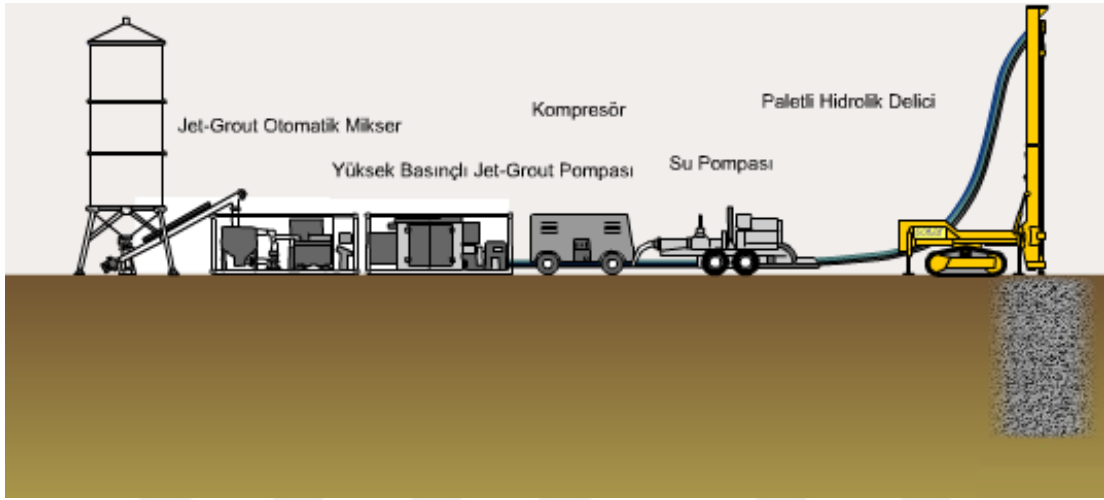 Kompresör
Paletli Hidrolik Delici
Jet-Grout Otomatik Mikser
Yüksek Basınçlı Jet-Grout Pompası
Su Pompası